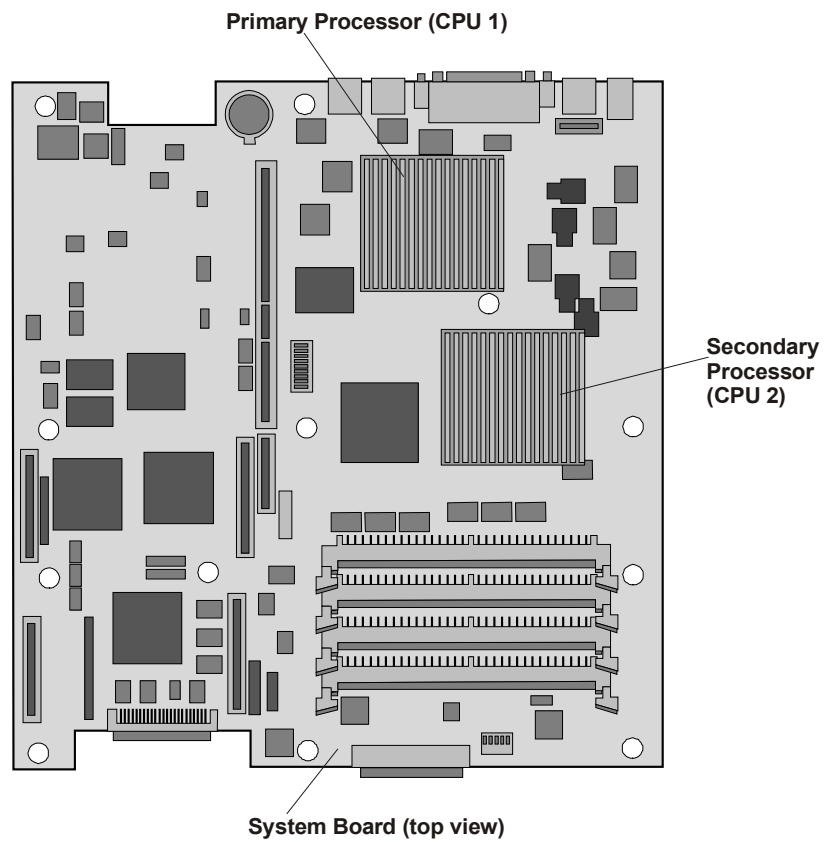 Primary Processor (CPU 1)
Secondary
Processor
(CPU 2)
System Board (top view)